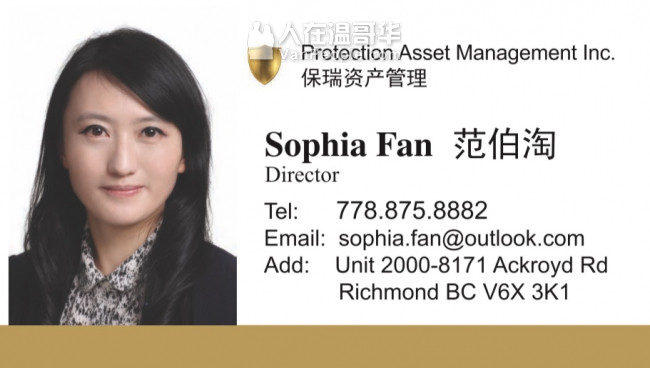 人在温哥华
VanPeople.com
Protection Asset Management Inc.
保瑞资产管理
Sophia Fan 范伯淘
Director
Tel: 778.875.8882
Email: sophia.fan@outlook.com
Add: Unit 2000-8171 Ackroyd Rd
Richmond BC V6X 3K1